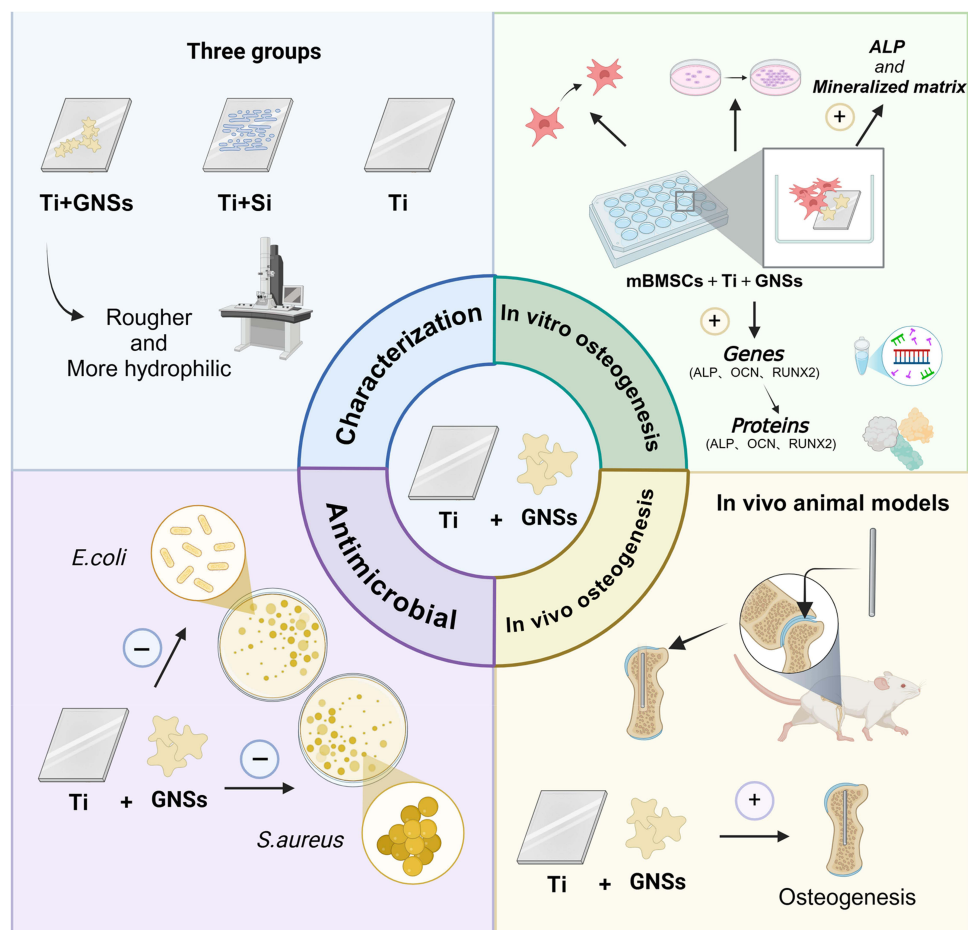 Three groups
Ti+GNSs
Ti+Si
Ti
Rougher
and
More hydrophilic
ALP
and
Mineralized matrix
+
mBMSCs + Ti + GNSs
+
Genes
(ALP、OCN、RUNX2)
Proteins
(ALP、OCN、RUNX2)
Characterization
In vitro osteogenesis
Antimicrobial
In vivo osteogenesis
Ti + GNSs
E.coli
−
Ti + GNSs
−
S.aureus
In vivo animal models
Ti + GNSs
+
Osteogenesis